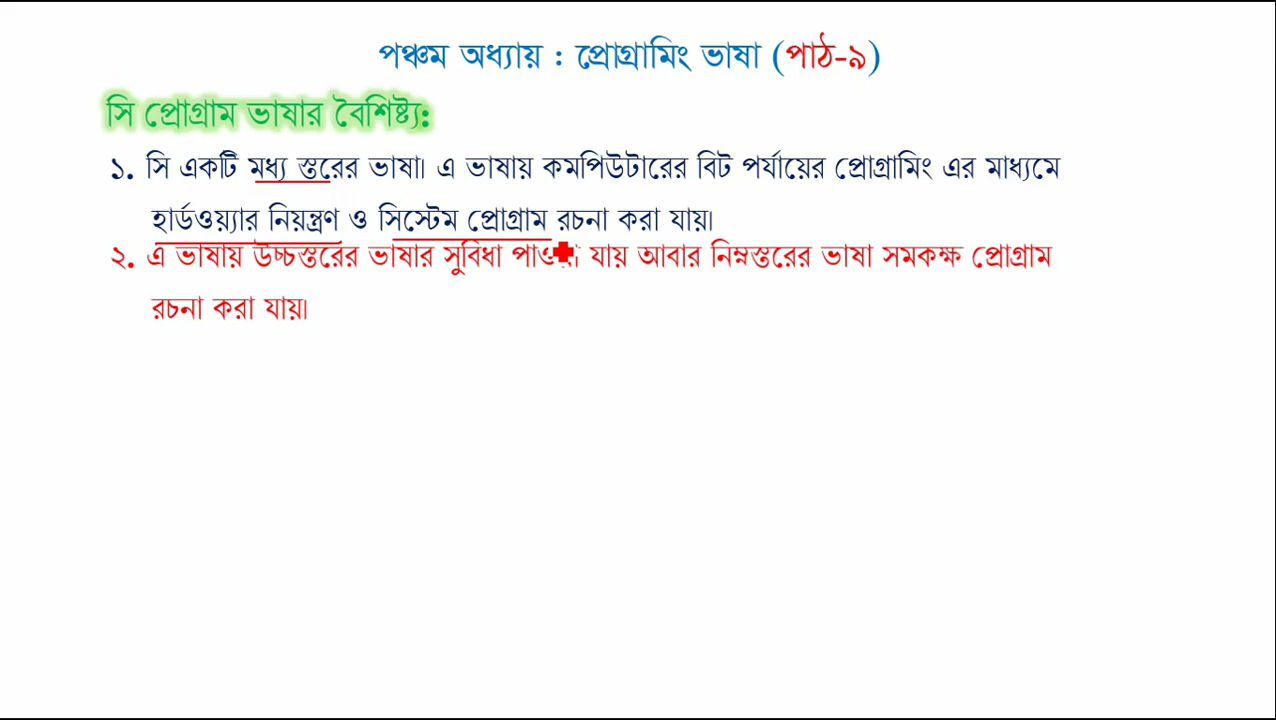 পঞ্চম অধ্যায় : প্রোগ্রামিং ভাষা (পাঠ-৯)
সি প্রোগ্রাম ভাষার বৈশিষ্ট্য:
১. সি একটি মধ্য স্তরের ভাষা। এ ভাষায় কমপিউটারের বিট পর্যায়ের প্রোগ্রামিং এর মাধ্যমে
হার্ডওয়্যার নিয়ন্ত্রণ ও সিস্টেম প্রোগ্রাম রচনা করা যায়।
২. এ ভাষায় উচ্চস্তরের ভাষার সুবিধা যায় আবার নিম্নস্তরের ভাষা সমকক্ষ প্রোগ্রাম
রচনা করা যায়।